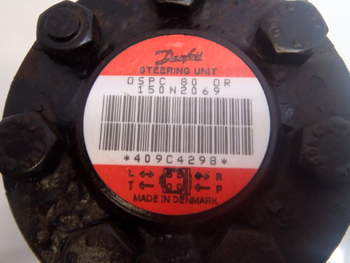 Danfoss
STEERING UNIT
OSPC 80 OR
150N2069
*409C4298*
L R
T P
MADE IN DENMARK